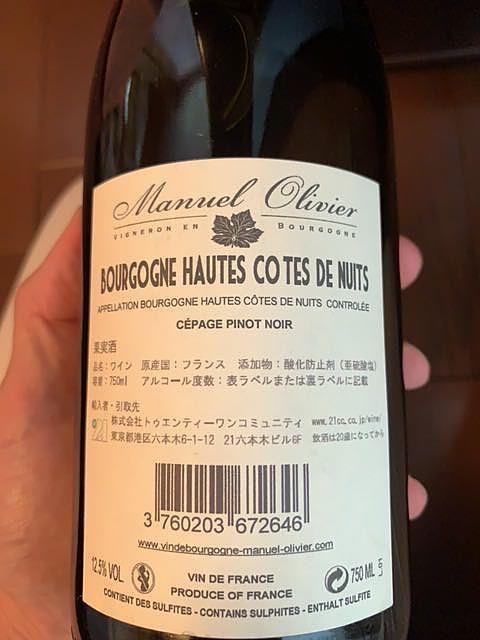 Manuel Olivier
VIGNERON EN BOURGOGNE
BOURGOGNE HAUTES COTES DE NUITS
APPELLATION BOURGOGNE HAUTES CÔTES DE NUITS CONTROLÉE
CÉPAGE PINOT NOIR
果実酒
品名：ワイン 原産国：フランス 添加物：酸化防止剤（亜硫酸塩）
容量：750ml アルコール度数：表ラベルまたは裏ラベルに記載
輸入者・引取先
21 株式会社トゥエンティーワンコミュニティ www.21cc.co.jp/wine/
東京都港区六本木6-1-12 21六本木ビル6F 飲酒は20歳になってから
3 760203 672646
www.vindebourgogne-manuel-olivier.com
12.5% VOL. VIN DE FRANCE 750 ML
PRODUCE OF FRANCE
CONTIENT DES SULFITES - CONTAINS SULPHITES - ENTHALT SULFITE